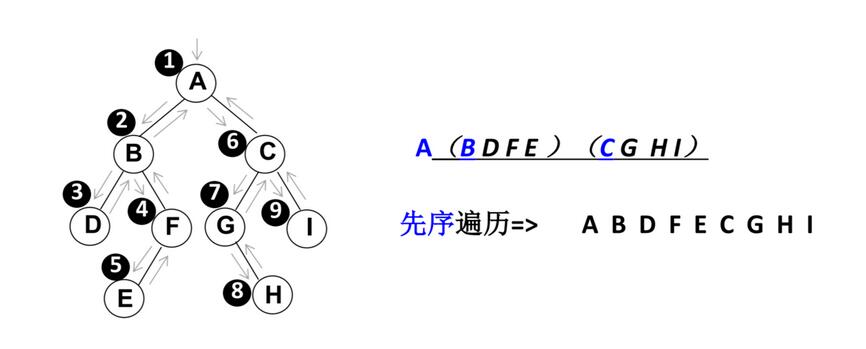 1
A
2
6
B
C
3
4
7
9
D
F
G
I
5
8
E
H
A（B D F E ）（C G H I）
先序遍历=> A B D F E C G H I